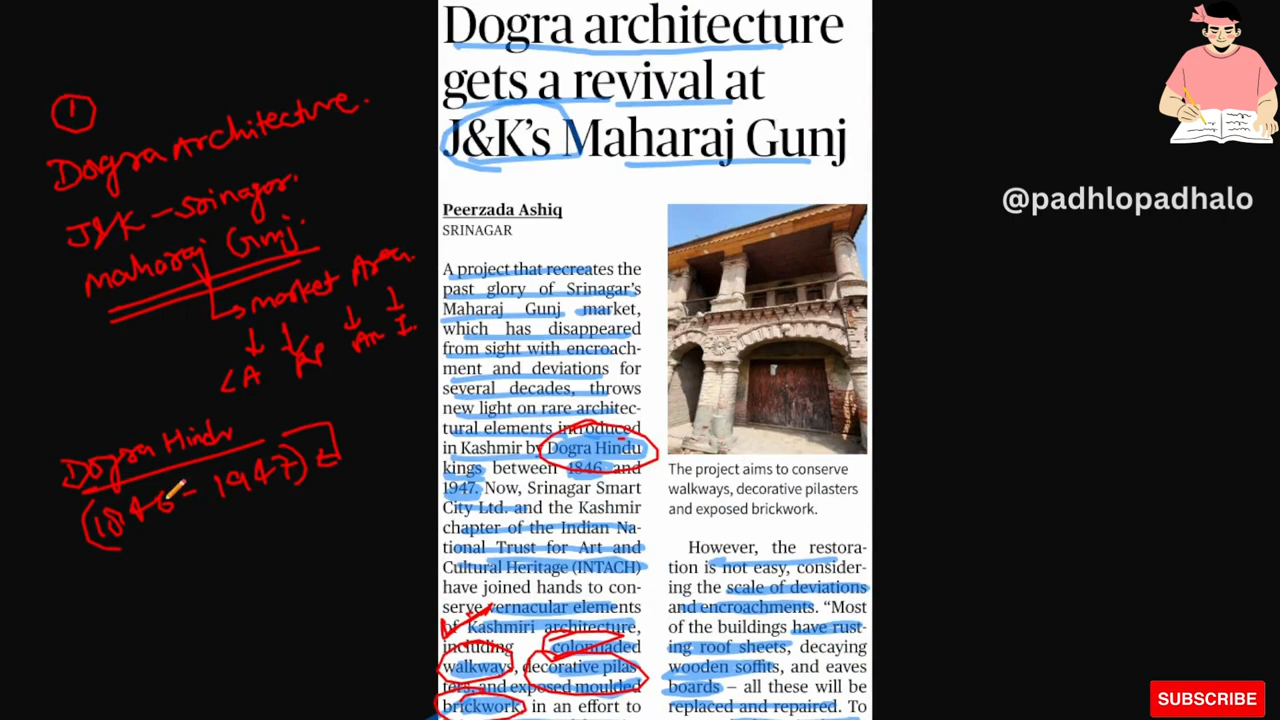 ①
Dogra Architecture.
J&K - Srinagar.
Maharaj Gunj.
market Area.
<A
An I.
Dogra Hindu
(1846 - 1947)
Dogra architecture
gets a revival at
J&K's Maharaj Gunj
Peerzada Ashiq
SRINAGAR
A project that recreates the
past glory of Srinagar's
Maharaj Gunj market,
which has disappeared
from sight with encroach-
ment and deviations for
several decades, throws
new light on rare architec-
tural elements introduced
in Kashmir by Dogra Hindu
kings between 1846 and
1947. Now, Srinagar Smart
City Ltd. and the Kashmir
chapter of the Indian Na-
tional Trust for Art and
Cultural Heritage (INTACH)
have joined hands to con-
serve vernacular elements
of Kashmiri architecture,
including colonnaded
walkways, decorative pilas-
ters, and exposed moulded
brickwork, in an effort to
The project aims to conserve
walkways, decorative pilasters
and exposed brickwork.
However, the restora-
tion is not easy, consider-
ing the scale of deviations
and encroachments. “Most
of the buildings have rust-
ing roof sheets, decaying
wooden soffits, and eaves
boards – all these will be
replaced and repaired. To
@padhlopadhalo
SUBSCRIBE